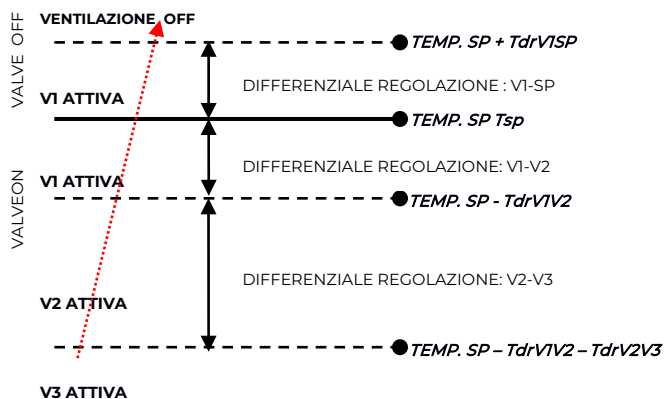 VENTILAZIONE OFF
TEMP. SP + TdrV1SP
VALVE OFF
DIFFERENZIALE REGOLAZIONE : V1-SP
V1 ATTIVA
TEMP. SP Tsp
DIFFERENZIALE REGOLAZIONE: V1-V2
V1 ATTIVA
TEMP. SP - TdrV1V2
VALVEON
DIFFERENZIALE REGOLAZIONE: V2-V3
V2 ATTIVA
TEMP. SP – TdrV1V2 – TdrV2V3
V3 ATTIVA